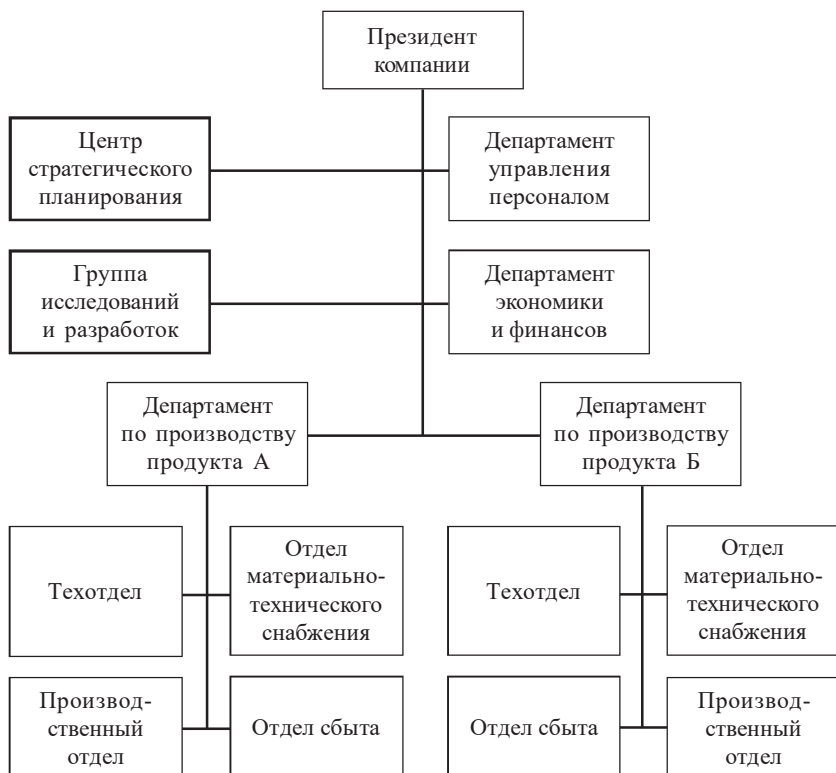 Президент
компании
Центр
стратегического
планирования
Департамент
управления
персоналом
Группа
исследований
и разработок
Департамент
экономики
и финансов
Департамент
по производству
продукта А
Департамент
по производству
продукта Б
Техотдел
Отдел
материально-
технического
снабжения
Техотдел
Отдел
материально-
технического
снабжения
Производ-
ственный
отдел
Отдел сбыта
Отдел сбыта
Производ-
ственный
отдел